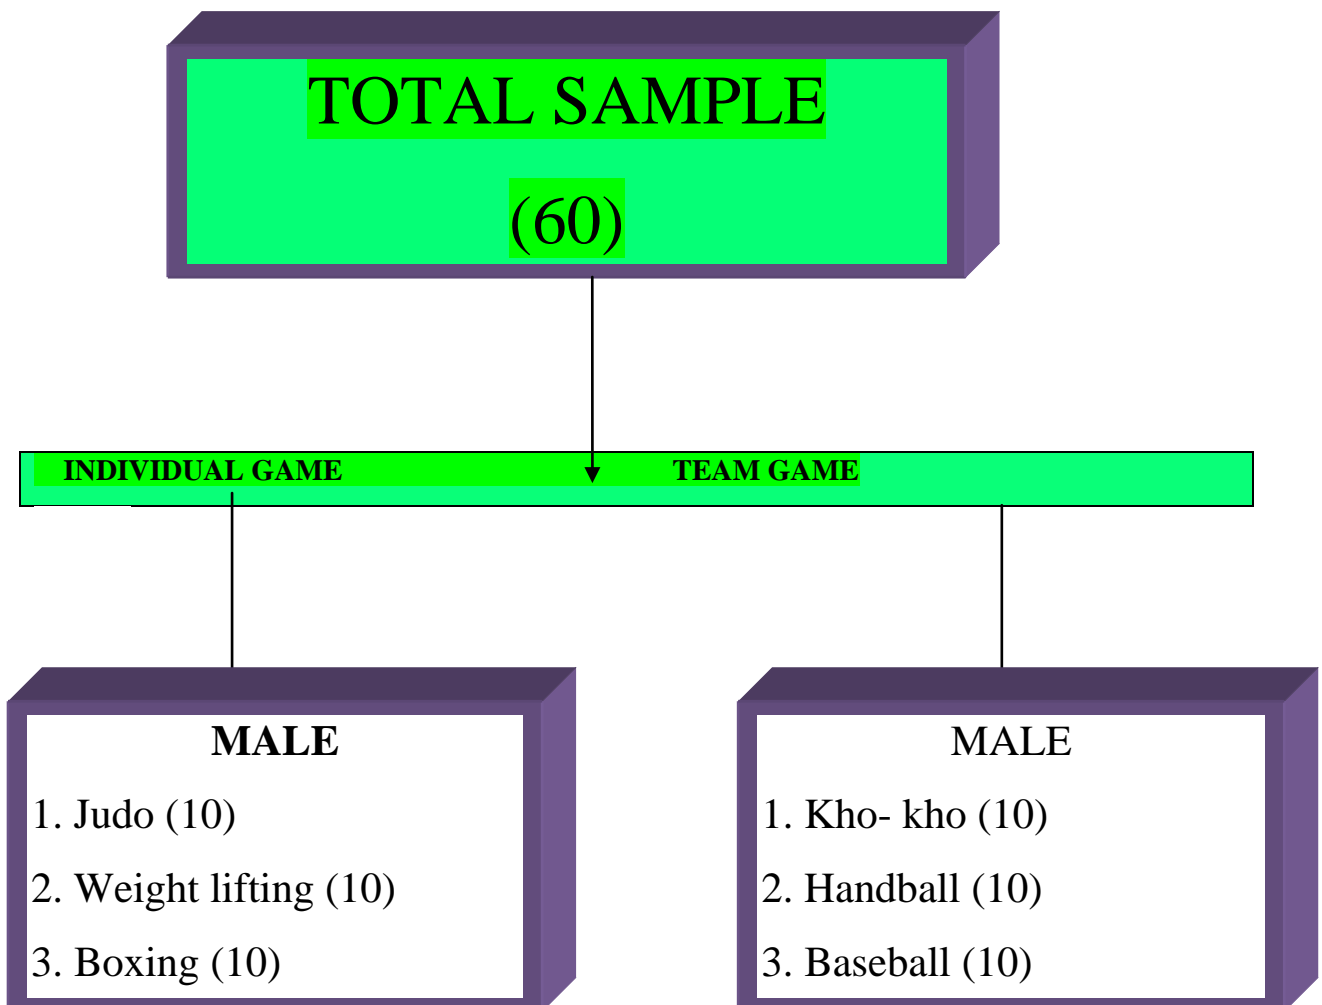 TOTAL SAMPLE
(60)
INDIVIDUAL GAME TEAM GAME
MALE
1. Judo (10)
2. Weight lifting (10)
3. Boxing (10)
MALE
1. Kho- kho (10)
2. Handball (10)
3. Baseball (10)